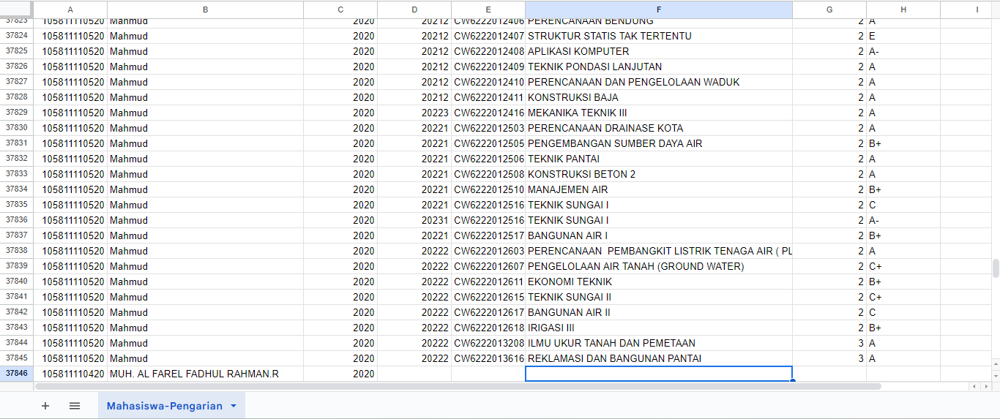 A B C D E F G H I
37823 105811110520 Mahmud 2020 20212 CW6222012406 PERENCANAAN BENDUNG 2 A
37824 105811110520 Mahmud 2020 20212 CW6222012407 STRUKTUR STATIS TAK TERTENTU 2 E
37825 105811110520 Mahmud 2020 20212 CW6222012408 APLIKASI KOMPUTER 2 A-
37826 105811110520 Mahmud 2020 20212 CW6222012409 TEKNIK PONDASI LANJUTAN 2 A
37827 105811110520 Mahmud 2020 20212 CW6222012410 PERENCANAAN DAN PENGELOLAAN WADUK 2 A
37828 105811110520 Mahmud 2020 20212 CW6222012411 KONSTRUKSI BAJA 2 A
37829 105811110520 Mahmud 2020 20223 CW6222012416 MEKANIKA TEKNIK III 2 A
37830 105811110520 Mahmud 2020 20221 CW6222012503 PERENCANAAN DRAINASE KOTA 2 A
37831 105811110520 Mahmud 2020 20221 CW6222012505 PENGEMBANGAN SUMBER DAYA AIR 2 B+
37832 105811110520 Mahmud 2020 20221 CW6222012506 TEKNIK PANTAI 2 A
37833 105811110520 Mahmud 2020 20221 CW6222012508 KONSTRUKSI BETON 2 2 A
37834 105811110520 Mahmud 2020 20221 CW6222012510 MANAJEMEN AIR 2 B+
37835 105811110520 Mahmud 2020 20221 CW6222012516 TEKNIK SUNGAI I 2 C
37836 105811110520 Mahmud 2020 20231 CW6222012516 TEKNIK SUNGAI I 2 A-
37837 105811110520 Mahmud 2020 20221 CW6222012517 BANGUNAN AIR I 2 B+
37838 105811110520 Mahmud 2020 20222 CW6222012603 PERENCANAAN  PEMBANGKIT LISTRIK TENAGA AIR ( PL 2 A
37839 105811110520 Mahmud 2020 20222 CW6222012607 PENGELOLAAN AIR TANAH (GROUND WATER) 2 C+
37840 105811110520 Mahmud 2020 20222 CW6222012611 EKONOMI TEKNIK 2 B+
37841 105811110520 Mahmud 2020 20222 CW6222012615 TEKNIK SUNGAI II 2 C+
37842 105811110520 Mahmud 2020 20222 CW6222012617 BANGUNAN AIR II 2 C
37843 105811110520 Mahmud 2020 20222 CW6222012618 IRIGASI III 2 B+
37844 105811110520 Mahmud 2020 20222 CW6222013208 ILMU UKUR TANAH DAN PEMETAAN 3 A
37845 105811110520 Mahmud 2020 20222 CW6222013616 REKLAMASI DAN BANGUNAN PANTAI 3 A
37846 105811110420 MUH. AL FAREL FADHUL RAHMAN.R 2020
Mahasiswa-Pengarian